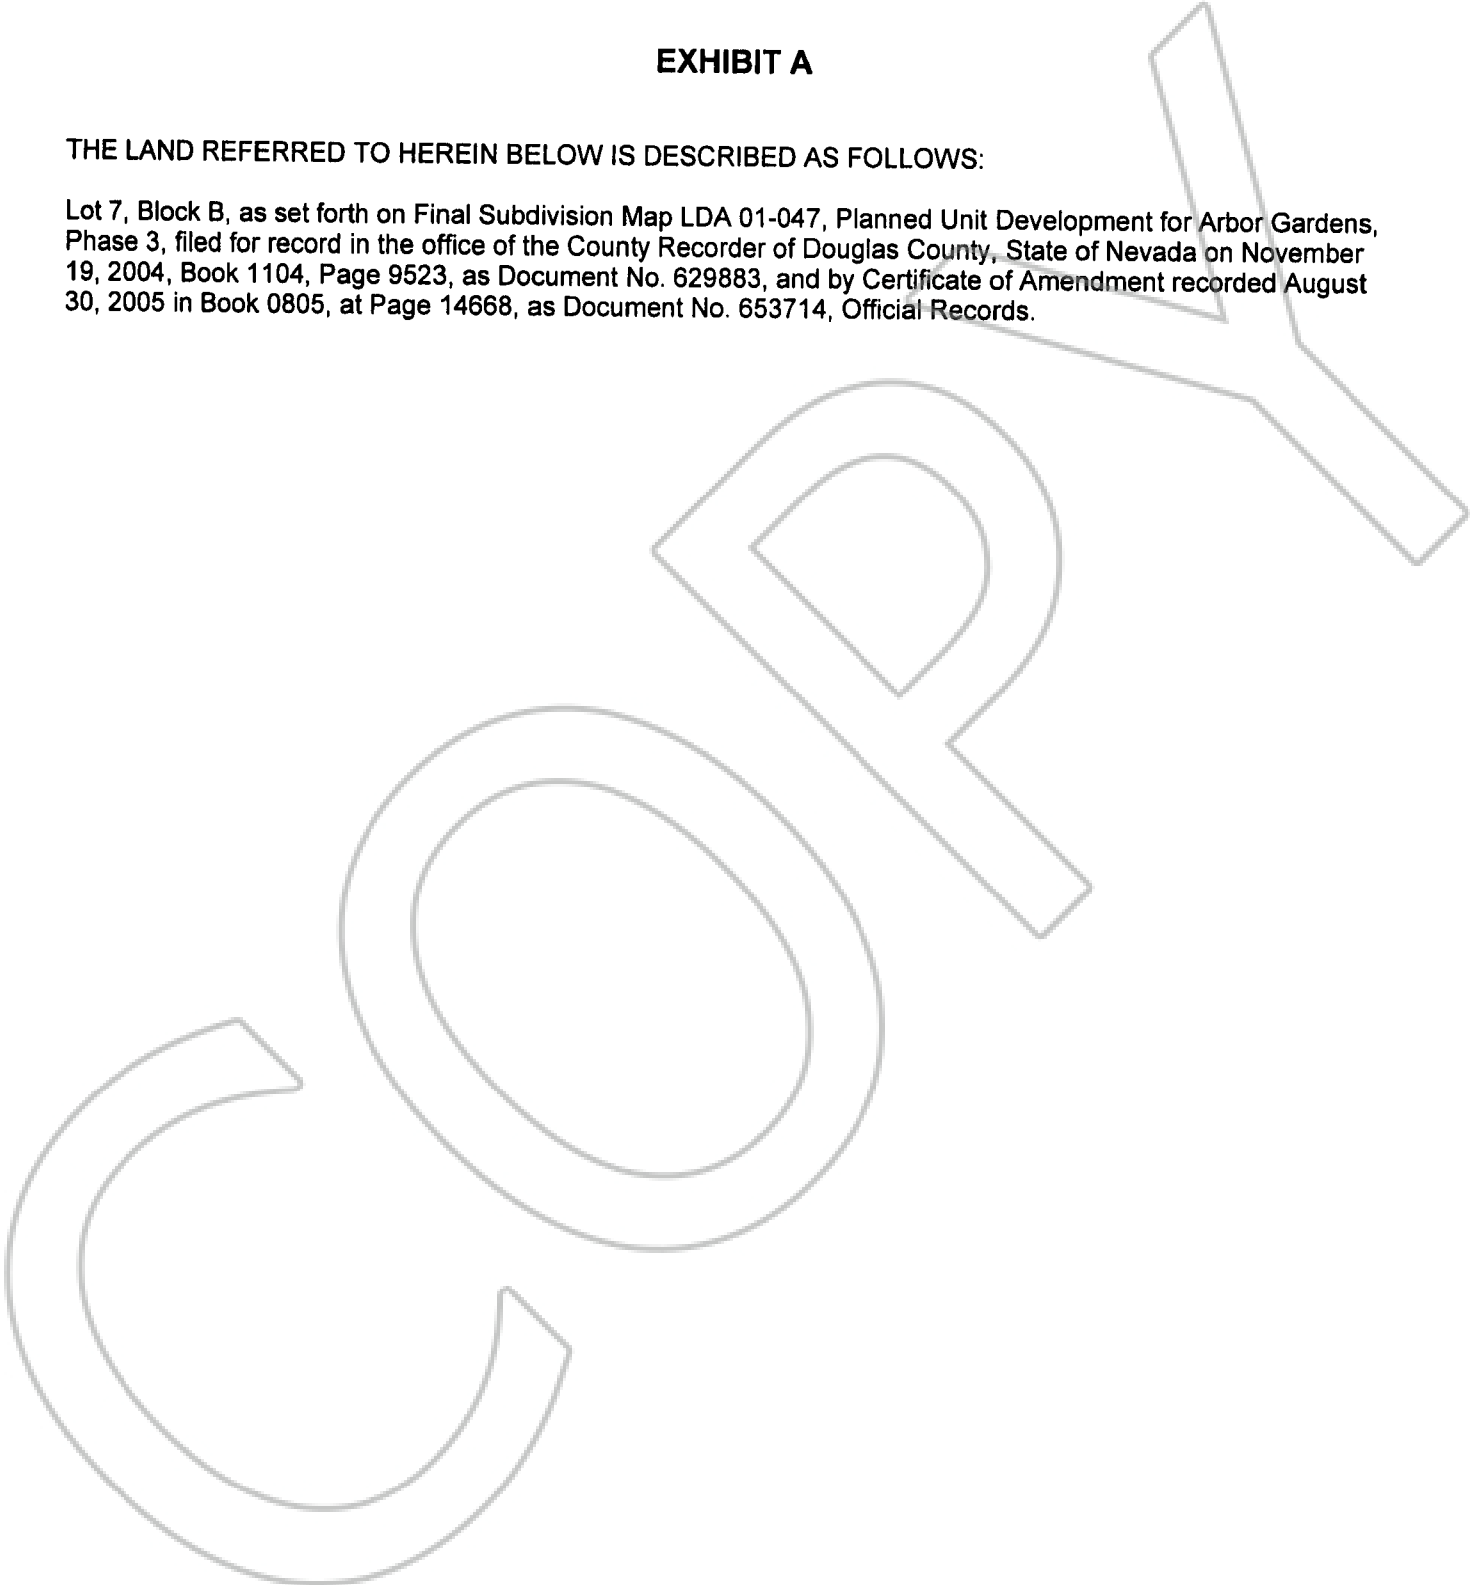 EXHIBIT A
THE LAND REFERRED TO HEREIN BELOW IS DESCRIBED AS FOLLOWS:
Lot 7, Block B, as set forth on Final Subdivision Map LDA 01-047, Planned Unit Development for Arbor Gardens,
Phase 3, filed for record in the office of the County Recorder of Douglas County, State of Nevada on November
19, 2004, Book 1104, Page 9523, as Document No. 629883, and by Certificate of Amendment recorded August
30, 2005 in Book 0805, at Page 14668, as Document No. 653714, Official Records.
COPY